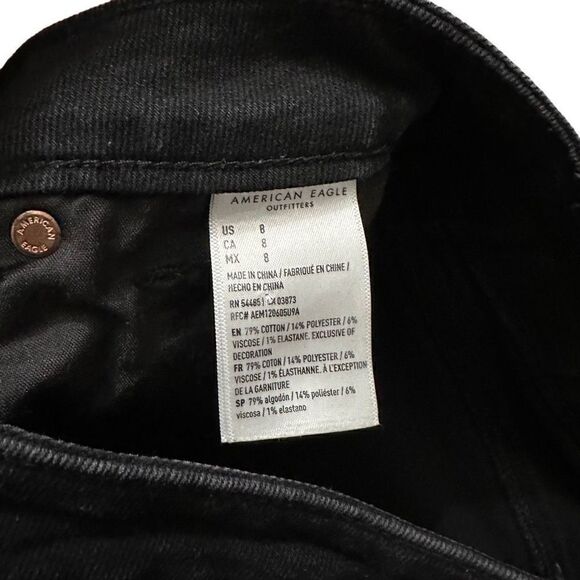 AMERICAN EAGLE
OUTFITTERS
US 8
CA 8
MX 8
MADE IN CHINA / FABRIQUÉ EN CHINE /
HECHO EN CHINA
RN 54485 CA 03873
RFC# AEM120605U9A
EN 79% COTTON / 14% POLYESTER / 6%
VISCOSE / 1% ELASTANE. EXCLUSIVE OF
DECORATION
FR 79% COTON / 14% POLYESTER / 6%
VISCOSE / 1% ÉLASTHANNE. À L'EXCEPTION
DE LA GARNITURE
SP 79% algodón / 14% poliéster / 6%
viscosa / 1% elastano
AMERICAN
EAGLE